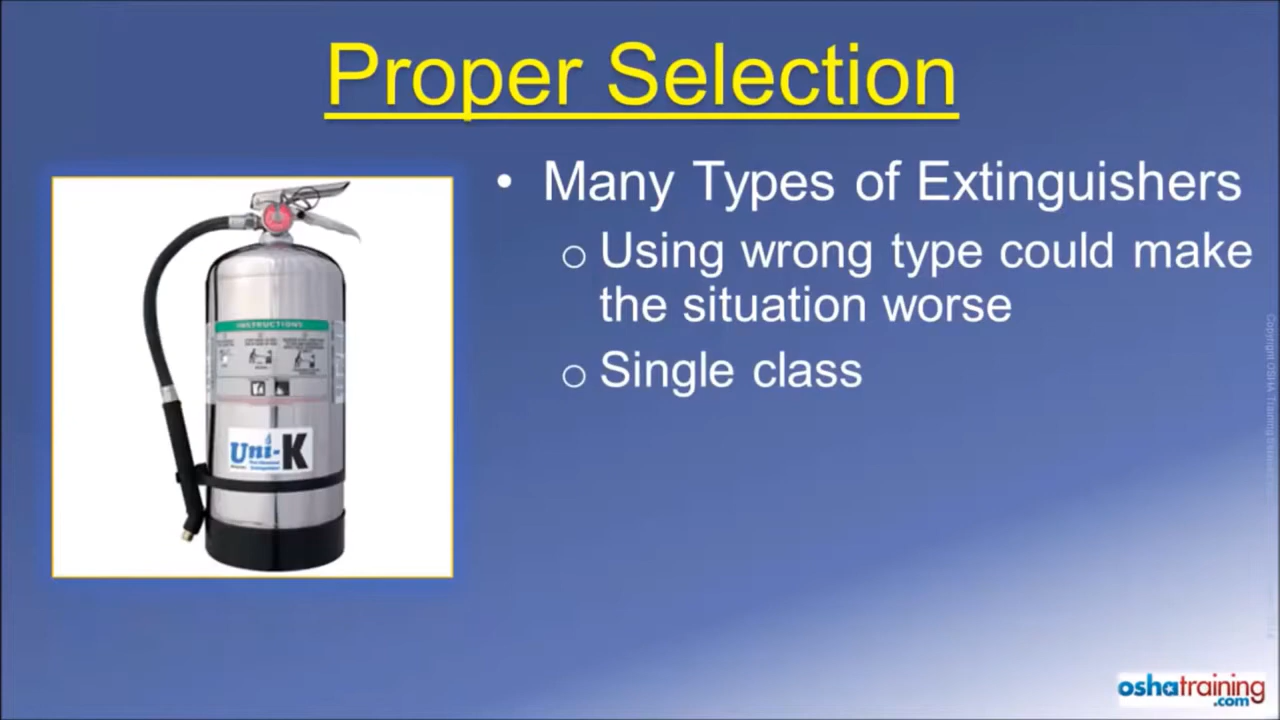 Proper Selection
• Many Types of Extinguishers
o Using wrong type could make
the situation worse
o Single class
INSTRUCTIONS
Uni-K
oshatraining
.com